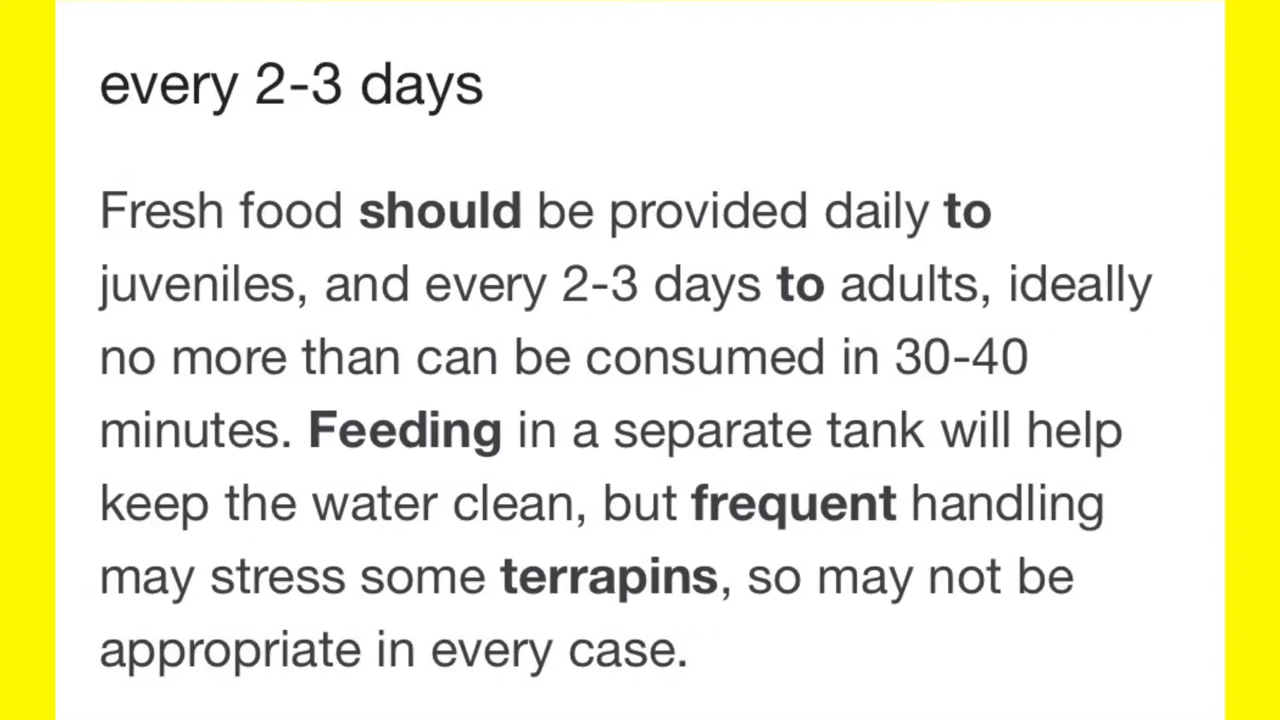 every 2-3 days
Fresh food should be provided daily to
juveniles, and every 2-3 days to adults, ideally
no more than can be consumed in 30-40
minutes. Feeding in a separate tank will help
keep the water clean, but frequent handling
may stress some terrapins, so may not be
appropriate in every case.